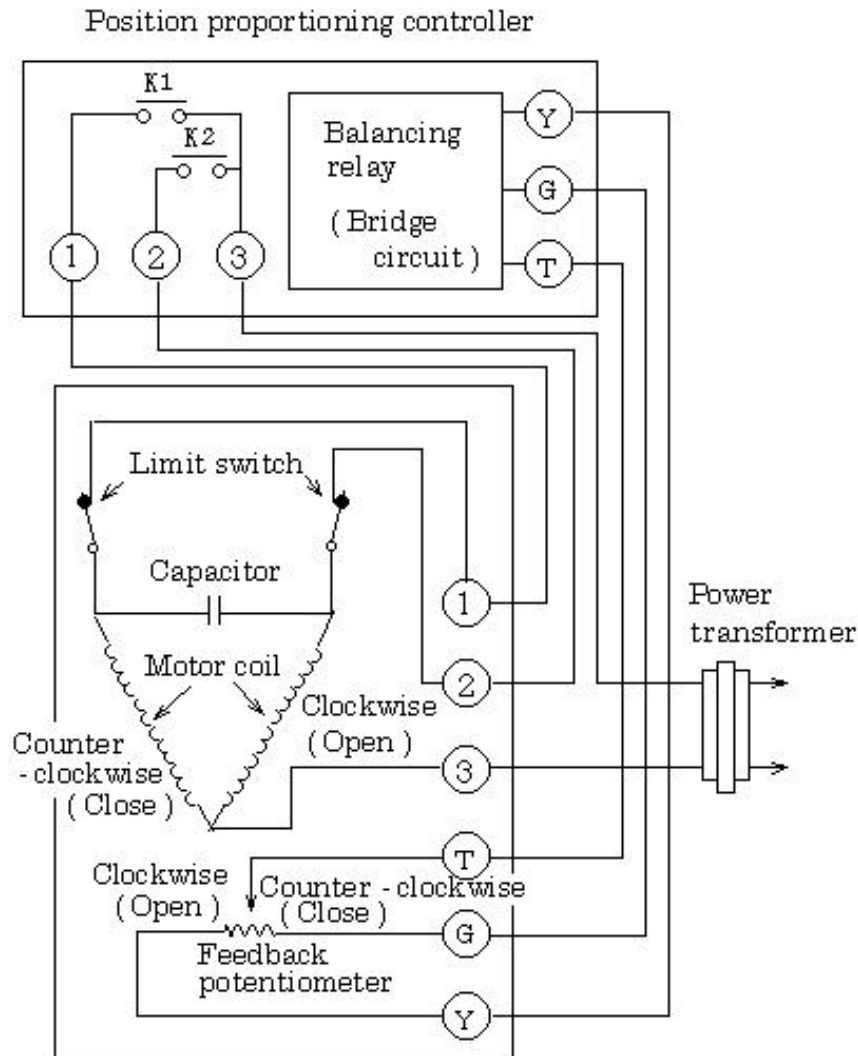 Position proportioning controller
K1
K2
Balancing
relay
( Bridge
circuit )
Y
G
T
1
2
3
Limit switch
Capacitor
Motor coil
Clockwise
( Open )
Counter
- clockwise
( Close )
1
2
3
Power
transformer
T
Clockwise
( Open )
Counter - clockwise
( Close )
G
Feedback
potentiometer
Y